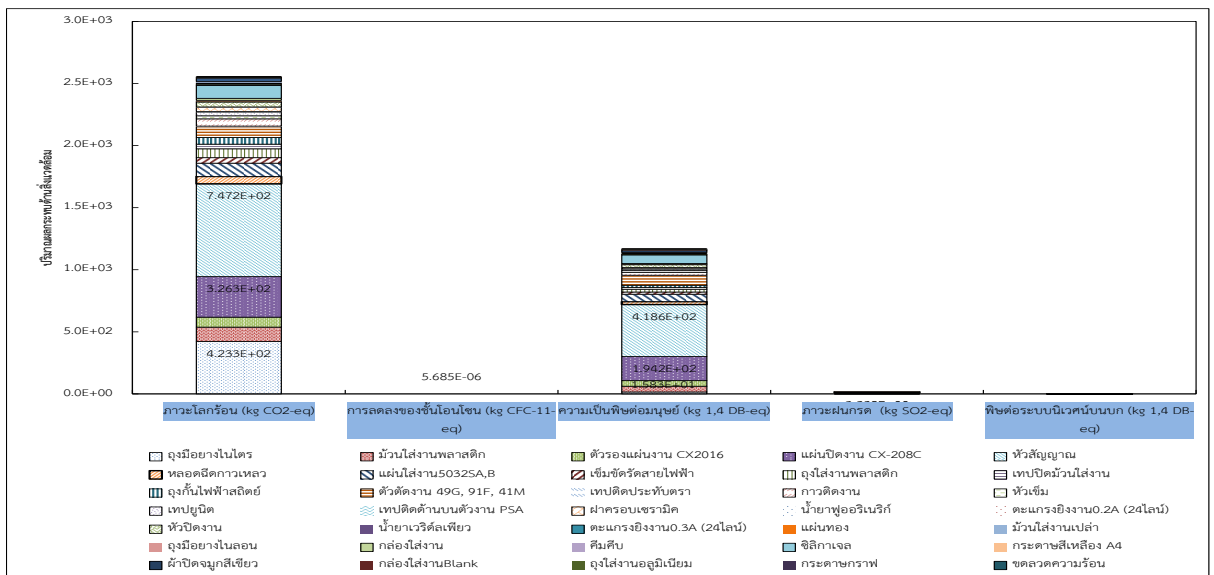 3.0E+03
2.5E+03
2.0E+03
1.5E+03
1.0E+03
5.0E+02
0.0E+00
ปริมาณผลกระทบด้านสิ่งแวดล้อม
7.472E+02
3.263E+02
4.233E+02
5.685E-06
4.186E+02
1.942E+02
1.583E+01
ภาวะโลกร้อน (kg CO2-eq)
การลดลงของชั้นโอนโซน (kg CFC-11-eq)
ความเป็นพิษต่อมนุษย์ (kg 1,4 DB-eq)
ภาวะฝนกรด (kg SO2-eq)
พิษต่อระบบนิเวศน์บนบก (kg 1,4 DB-eq)
ถุงมือยางไนไตร ม้วนใส่งานพลาสติก ตัวรองแผ่นงาน CX2016 แผ่นปิดงาน CX-208C หัวสัญญาณ
หลอดฉีดกาวเหลว แผ่นใส่งาน5032SA,B เข็มขัดรัดสายไฟฟ้า ถุงใส่งานพลาสติก เทปปิดม้วนใส่งาน
ถุงกั้นไฟฟ้าสถิตย์ ตัวตัดงาน 49G, 91F, 41M เทปติดประทับตรา กาวติดงาน หัวเข็ม
เทปยูนิต เทปติดด้านบนตัวงาน PSA ฝาครอบเซรามิค น้ำยาฟูออริเนริก์ ตะแกรงยิงงาน0.2A (24ไลน์)
หัวปิดงาน น้ำยาเวริด์ลเพียว ตะแกรงยิงงาน0.3A (24ไลน์) แผ่นทอง ม้วนใส่งานเปล่า
ถุงมือยางไนลอน กล่องใส่งาน คีมคีบ ซิลิกาเจล กระดาษสีเหลือง A4
ผ้าปิดจมูกสีเขียว กล่องใส่งานBlank ถุงใส่งานอลูมิเนียม กระดาษกราฟ ขดลวดความร้อน